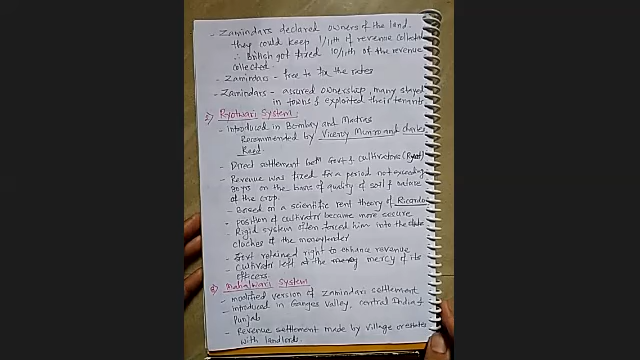 - Zamindars declared owners of the land.
They could keep 1/11th if revenue collected
∴ British got fixed 10/11th of the revenue
collected.
- Zamindars - free to fix the rates
- Zamindars - assured ownership, many stayed
in towns & exploited their tenants
Ryotwari System:
- introduced in Bombay and Madras
Recommended by Viceroy Munro and Charles
Reed.
- Direct settlement betn Govt & cultivators (Ryot)
- Revenue was fixed for a period not exceeding
30yrs on the basis of quality of soil & nature
of the crop.
- Based on a scientific rent theory of Ricardo
- position of cultivator became more secure
Rigid system often forced him into the
cloches of the moneylender
- Govt retained right to enhance revenue
- cultivator left at the mercy of its
officers.
Mahalwari System
- modified version of Zamindari settlement
- introduced in Ganges Valley, central India &
Punjab
- Revenue settlement made by village or estates
with landlords.